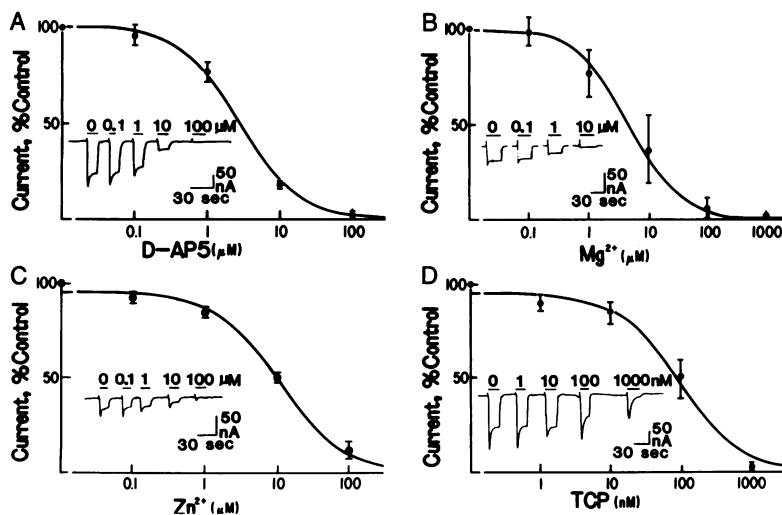 A
Current, %Control
100
50
0 0.1 1 10 100 μM
50
nA
30 sec
0.1 1 10 100
D-AP5(μM)
B
Current, %Control
100
50
0 0.1 1 10 μM
50
nA
30 sec
0.1 1 10 100 1000
Mg²⁺ (μM)
C
Current, %Control
100
50
0 0.1 1 10 100 μM
50
nA
30 sec
0.1 1 10 100
Zn²⁺(μM)
D
Current, %Control
100
50
0 1 10 100 1000nM
50
nA
30 sec
1 10 100 1000
TCP(nM)